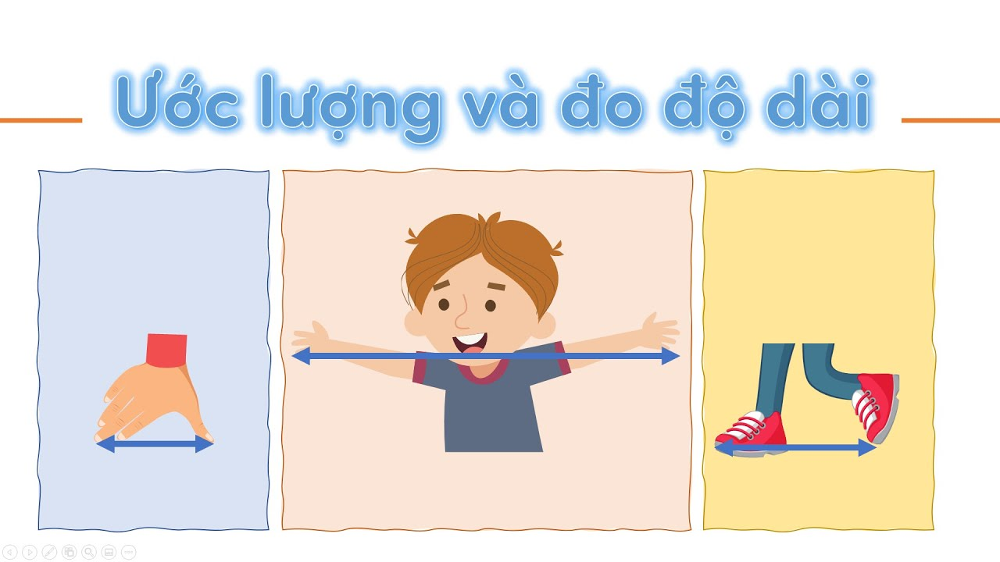 Ước lượng và đo độ dài